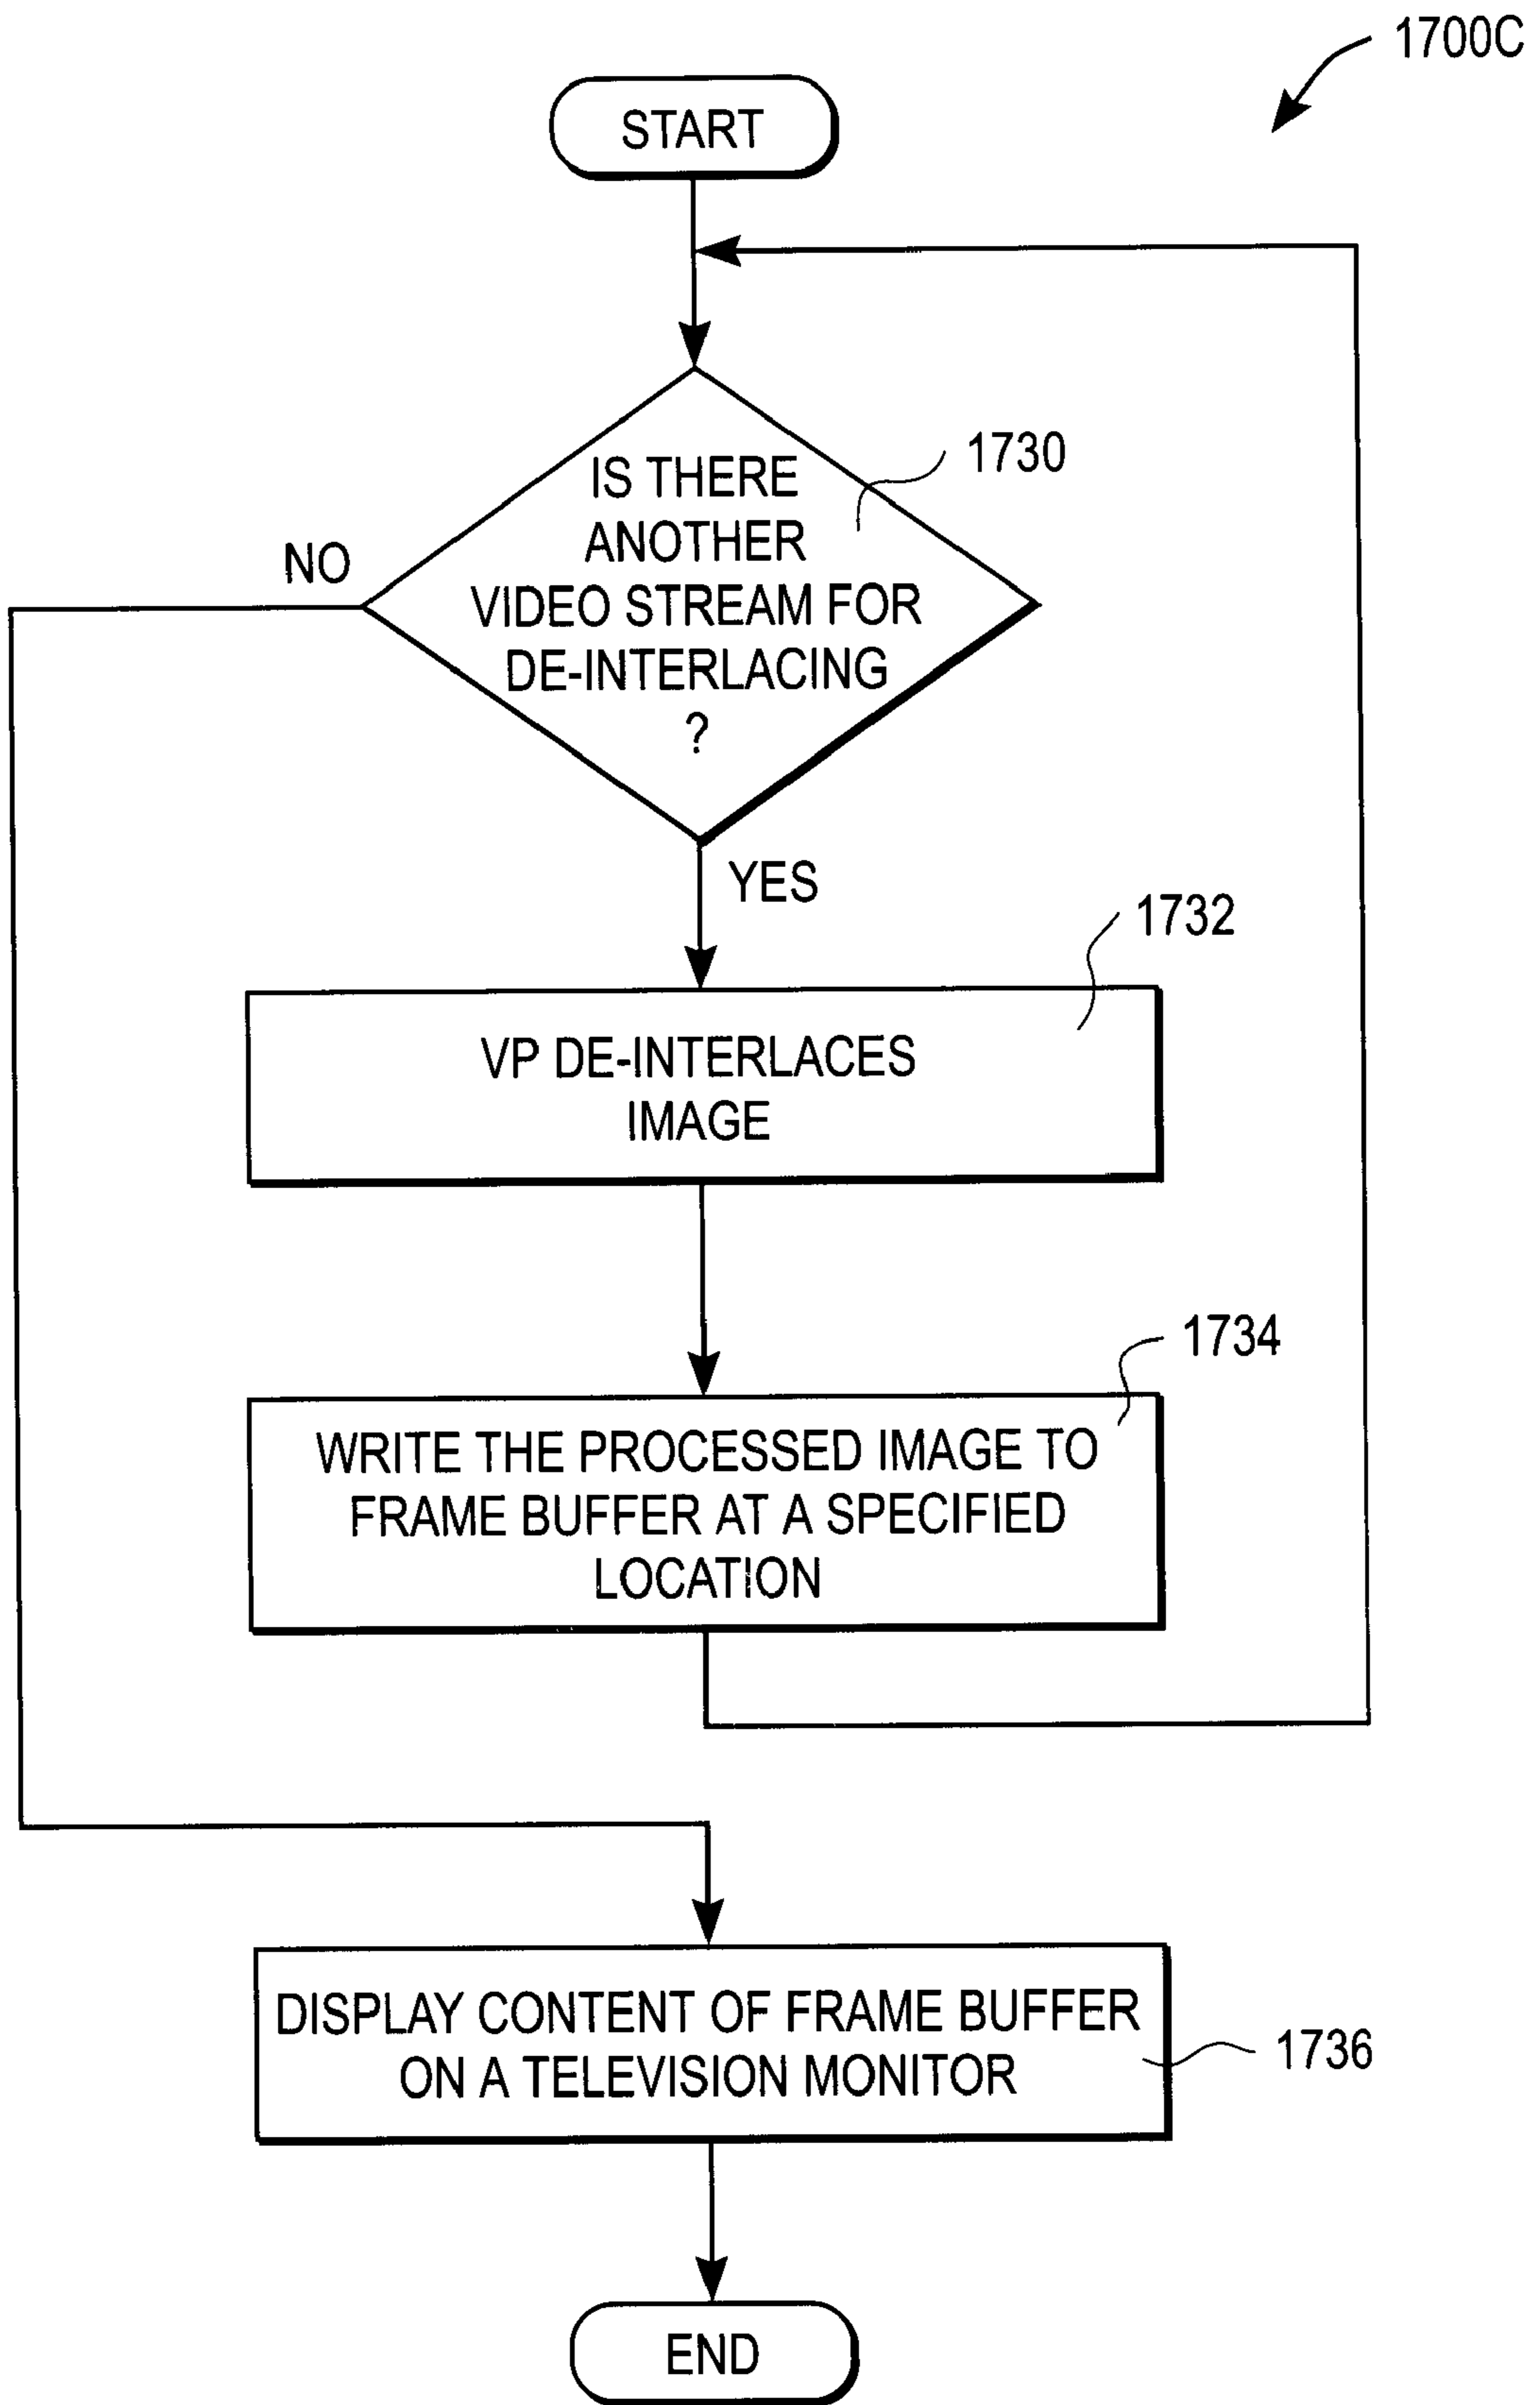 1700C
START
1730
IS THERE
ANOTHER
VIDEO STREAM FOR
DE-INTERLACING
?
NO
YES
1732
VP DE-INTERLACES
IMAGE
1734
WRITE THE PROCESSED IMAGE TO
FRAME BUFFER AT A SPECIFIED
LOCATION
DISPLAY CONTENT OF FRAME BUFFER
ON A TELEVISION MONITOR
1736
END